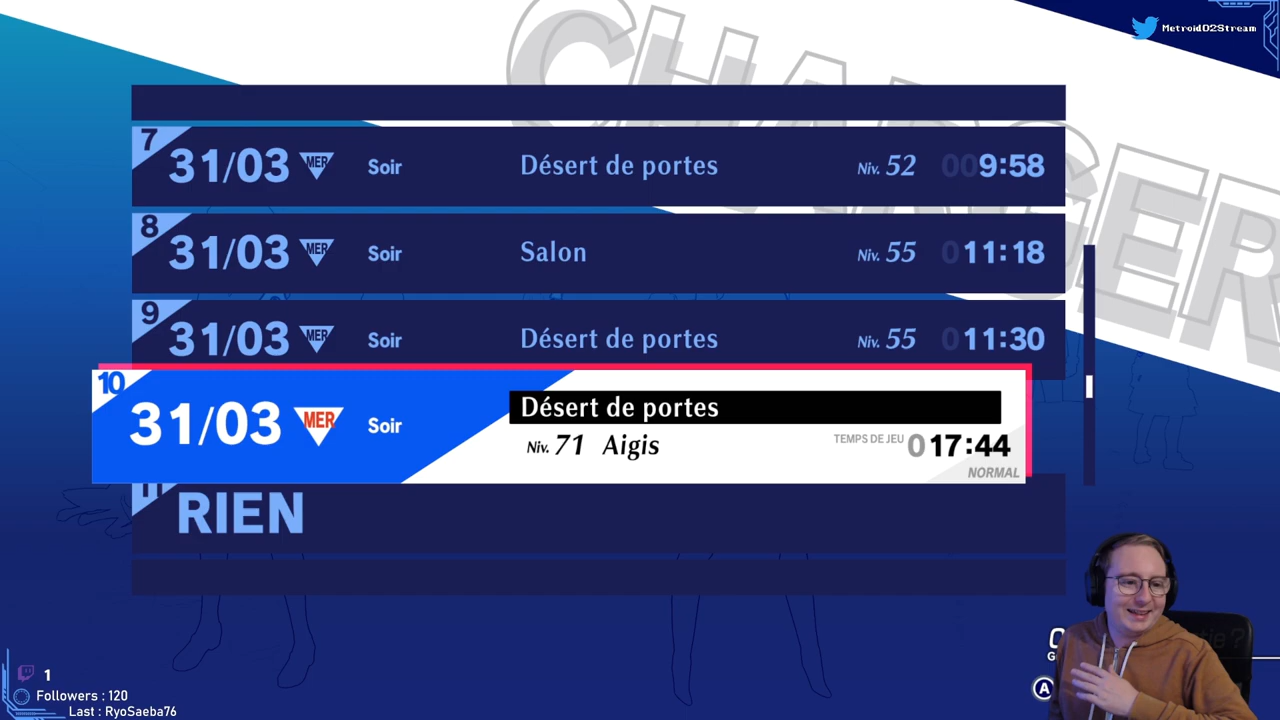 CHARGER
MetroidO2Stream
7 31/03 MER Soir Désert de portes Niv. 52 009:58
8 31/03 MER Soir Salon Niv. 55 011:18
9 31/03 MER Soir Désert de portes Niv. 55 011:30
10 31/03 MER Soir Désert de portes
Niv. 71 Aigis TEMPS DE JEU 017:44
NORMAL
11 RIEN
1
Followers : 120
Last : RyoSaeba76
A